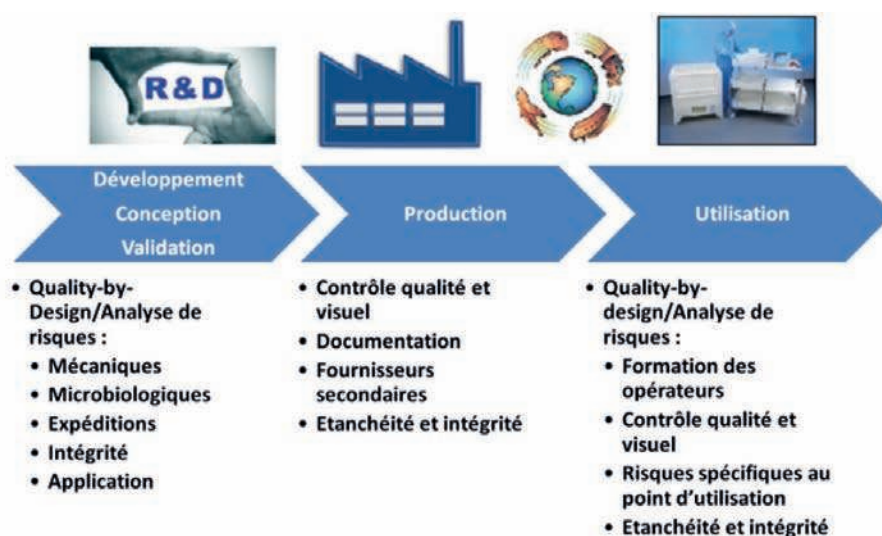 R & D
Développement
Conception
Validation
Production
Utilisation
• Quality-by-
Design/Analyse de
risques :
• Mécaniques
• Microbiologiques
• Expéditions
• Intégrité
• Application
• Contrôle qualité et
visuel
• Documentation
• Fournisseurs
secondaires
• Etanchéité et intégrité
• Quality-by-
design/Analyse de
risques :
• Formation des
opérateurs
• Contrôle qualité et
visuel
• Risques spécifiques au
point d’utilisation
• Etanchéité et intégrité